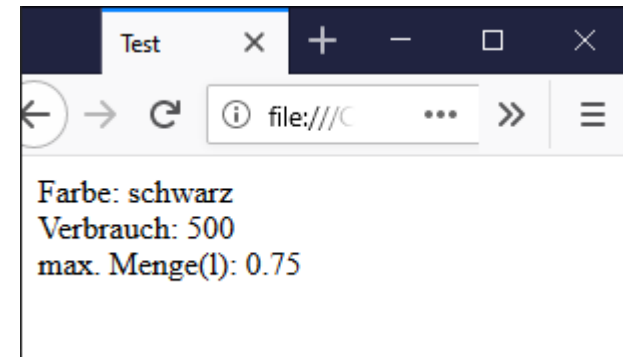 Test
file:///C
Farbe: schwarz
Verbrauch: 500
max. Menge(l): 0.75